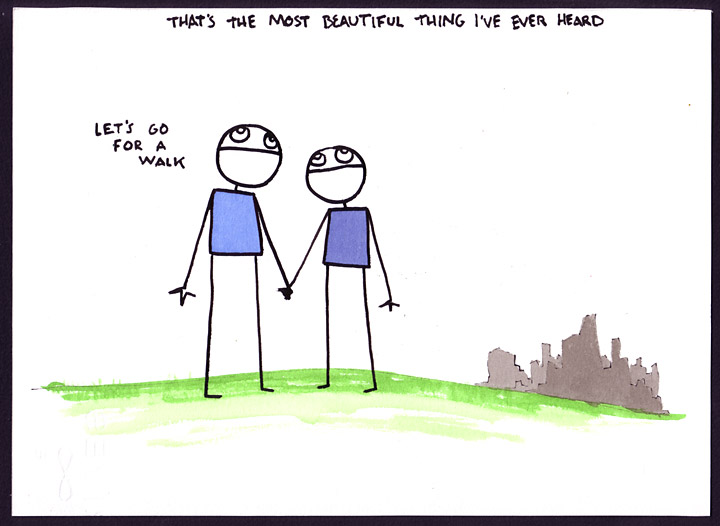 THAT'S THE MOST BEAUTIFUL THING I'VE EVER HEARD
LET'S GO
FOR A
WALK